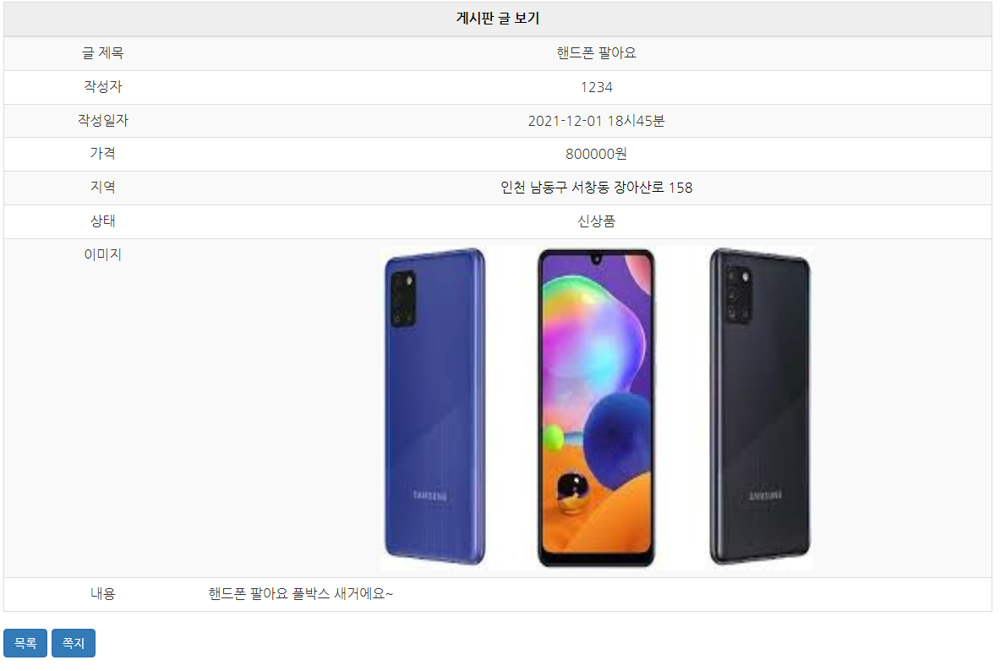 게시판 글 보기
글 제목 핸드폰 팔아요
작성자 1234
작성일자 2021-12-01 18시45분
가격 800000원
지역 인천 남동구 서창동 장아산로 158
상태 신상품
이미지
SAMSUNG SAMSUNG
내용 핸드폰 팔아요 풀박스 새거에요~
목록 쪽지